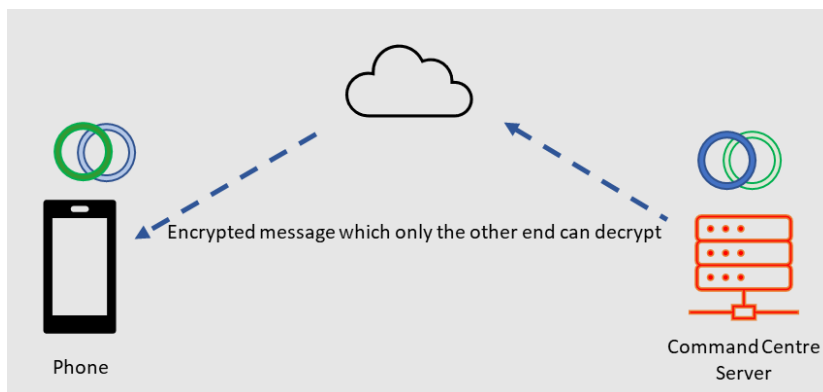 Encrypted message which only the other end can decrypt
Phone
Command Centre
Server